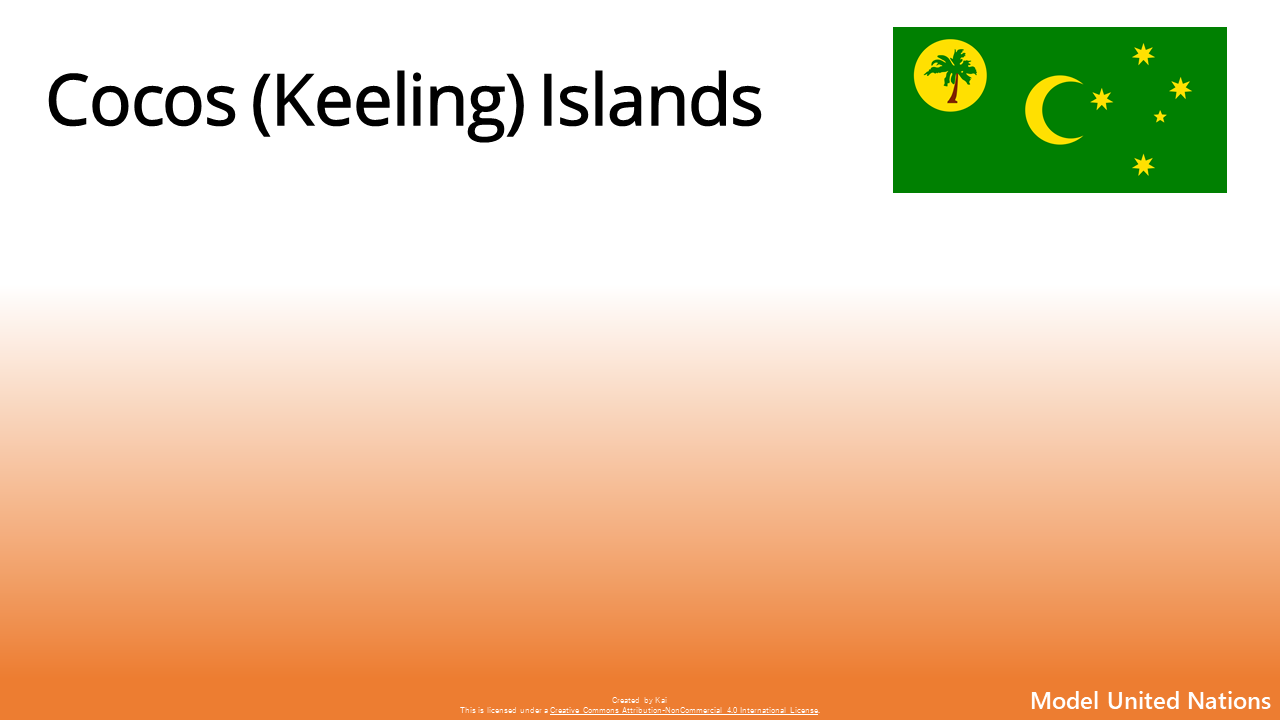 Cocos (Keeling) Islands
Created by Kal
This is licensed under a Creative Commons Attribution-NonCommercial 4.0 International License.
Model United Nations